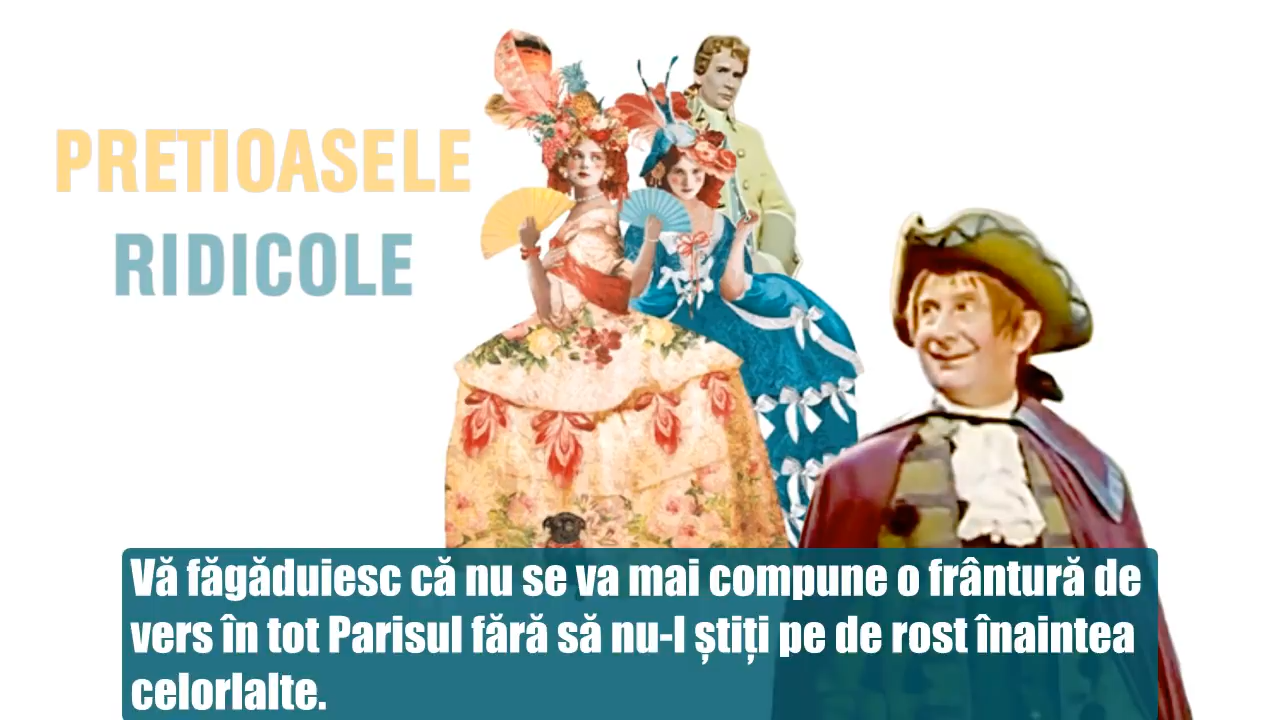 PRETIOASELE
RIDICOLE
Vă făgăduiesc că nu se va mai compune o frântură de
vers în tot Parisul fără să nu-l știți pe de rost înaintea
celorlalte.